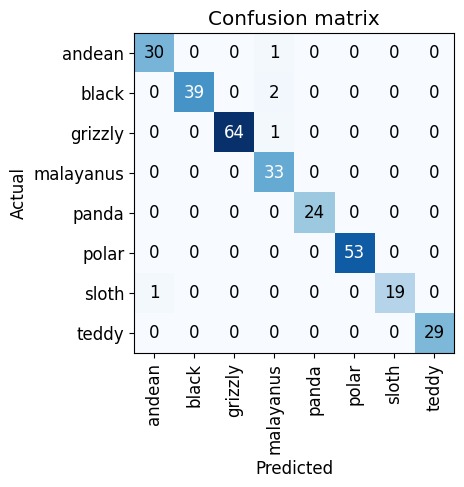 Confusion matrix
Actual
andean 30 0 0 1 0 0 0 0
black 0 39 0 2 0 0 0 0
grizzly 0 0 64 1 0 0 0 0
malayanus 0 0 0 33 0 0 0 0
panda 0 0 0 0 24 0 0 0
polar 0 0 0 0 0 53 0 0
sloth 1 0 0 0 0 0 19 0
teddy 0 0 0 0 0 0 0 29
andean black grizzly malayanus panda polar sloth teddy
Predicted